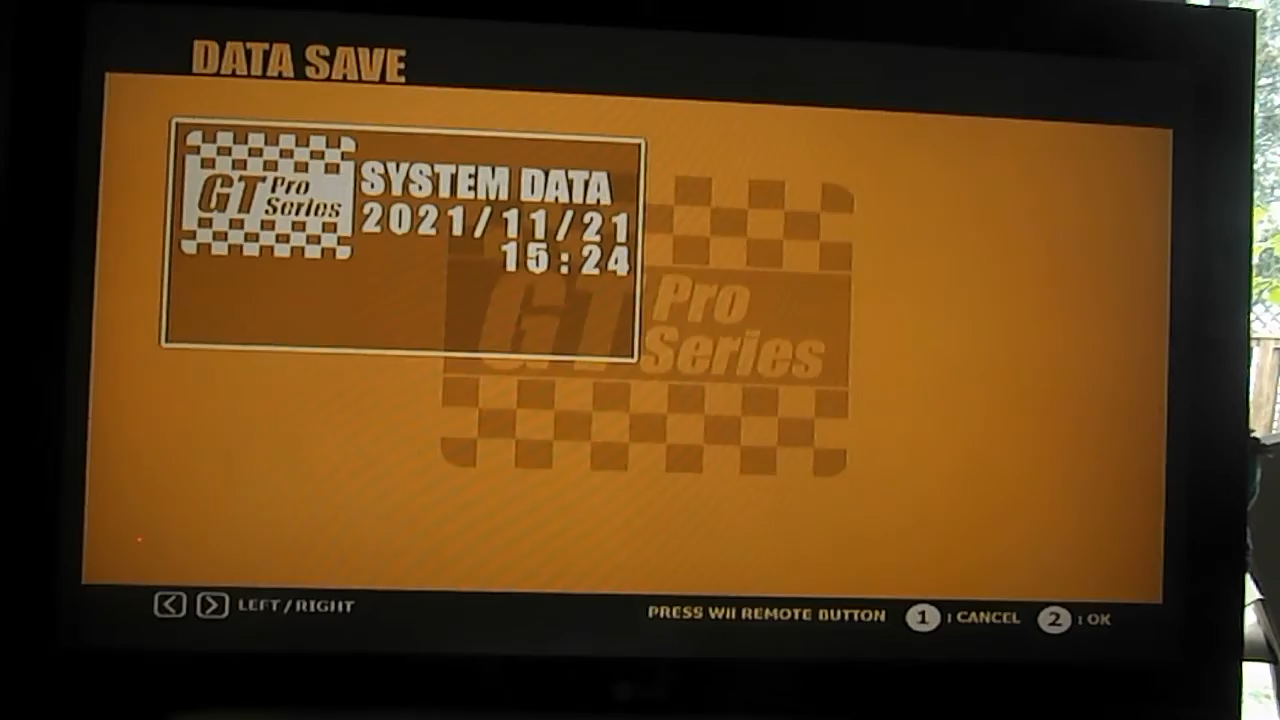 DATA SAVE
GT Pro Series
SYSTEM DATA
2021/11/21
15:24
GT Pro
Series
< > LEFT/RIGHT
PRESS Wii REMOTE BUTTON 1 : CANCEL 2 : OK